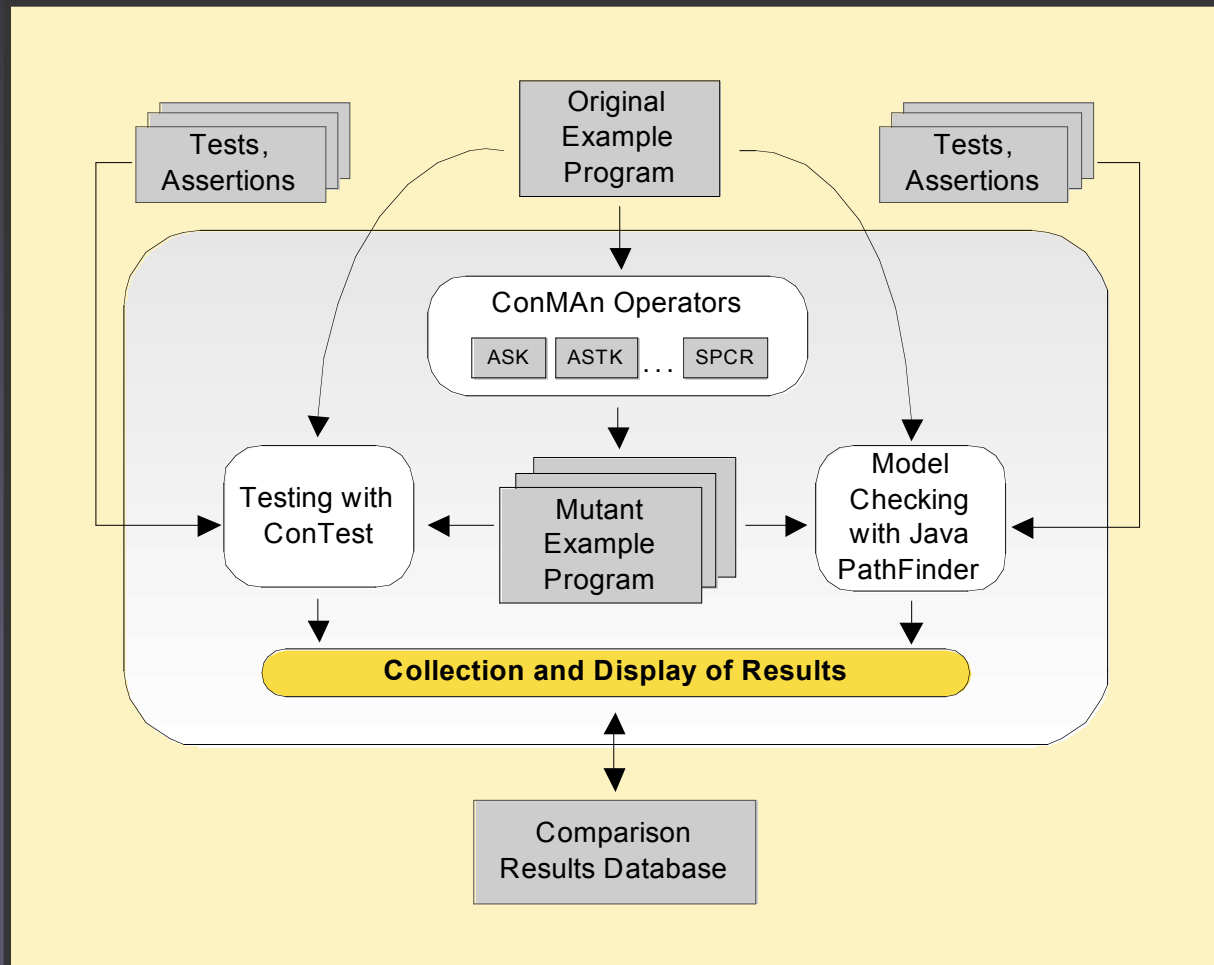 Original
Example
Program
Tests,
Assertions
Tests,
Assertions
ConMAn Operators
ASK ASTK ... SPCR
Testing with
ConTest
Mutant
Example
Program
Model
Checking
with Java
PathFinder
Collection and Display of Results
Comparison
Results Database